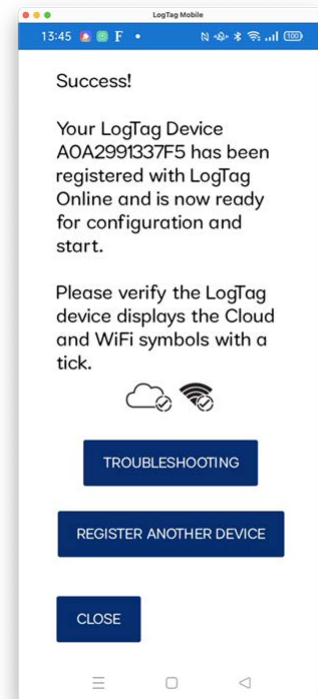 LogTag Mobile
13:45 F 100
Success!
Your LogTag Device
A0A2991337F5 has been
registered with LogTag
Online and is now ready
for configuration and
start.
Please verify the LogTag
device displays the Cloud
and WiFi symbols with a
tick.
TROUBLESHOOTING
REGISTER ANOTHER DEVICE
CLOSE